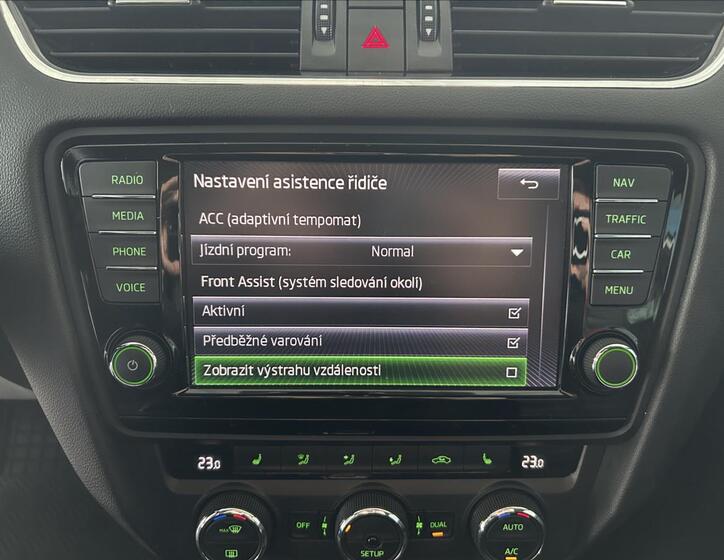 RADIO
MEDIA
PHONE
VOICE
Nastavení asistence řidiče
ACC (adaptivní tempomat)
Jízdní program: Normal
Front Assist (systém sledování okolí)
Aktivní
Předběžné varování
Zobrazit výstrahu vzdálenosti
NAV
TRAFFIC
CAR
MENU
23.0
23.0
MAX
OFF
SETUP
DUAL
AUTO
A/C